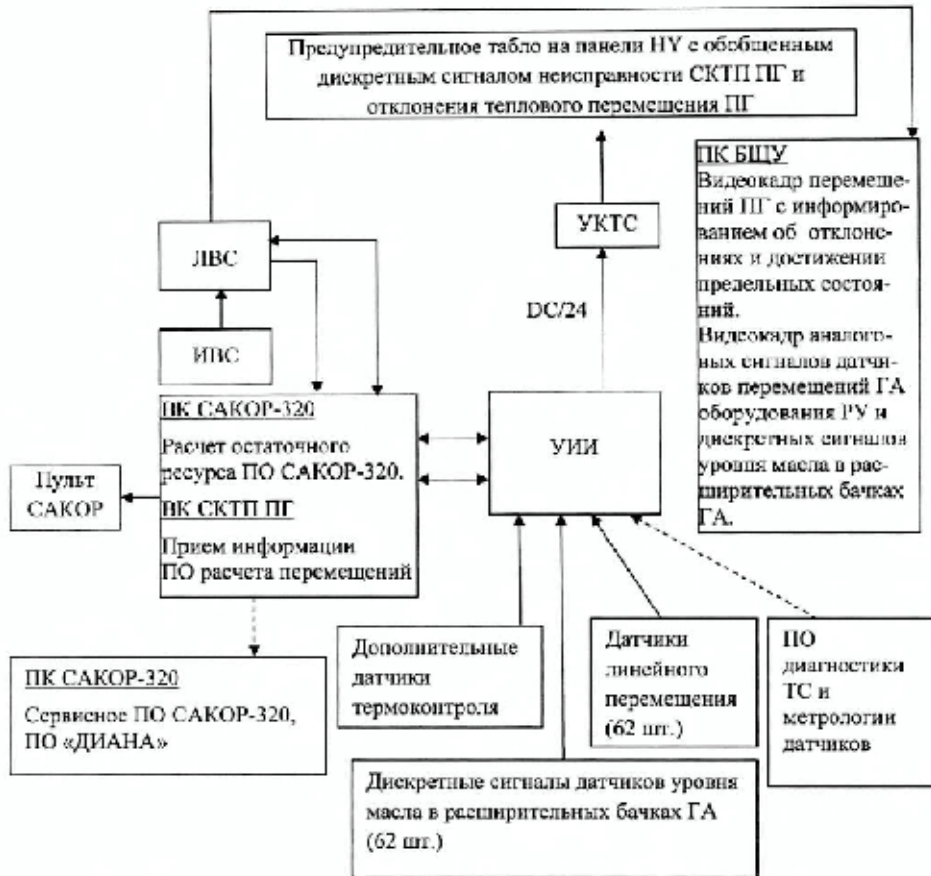 Предупредительное табло на панели HY с обобщенным
дискретным сигналом неисправности СКТП ПГ и
отклонения теплового перемещения ПГ
ПК БЩУ
Видеокадр перемеще-
ний ПГ с информиро-
ванием об отклоне-
ниях и достижении
предельных состоя-
ний.
Видеокадр аналого-
вых сигналов датчи-
ков перемещений ГА
оборудования РУ и
дискретных сигналов
уровня масла в рас-
ширительных бачках
ГА.
УКТС
ЛВС
DC/24
ИВС
ПК САКОР-320
Расчет остаточного
ресурса ПО САКОР-320.
ВК СКТП ПГ
Прием информации
ПО расчета перемещений
УИИ
Пульт
САКОР
ПК САКОР-320
Сервисное ПО САКОР-320,
ПО «ДИАНА»
Дополнительные
датчики
термоконтроля
Датчики
линейного
перемещения
(62 шт.)
ПО
диагностики
ТС и
метрологии
датчиков
Дискретные сигналы датчиков уровня
масла в расширительных бачках ГА
(62 шт.)